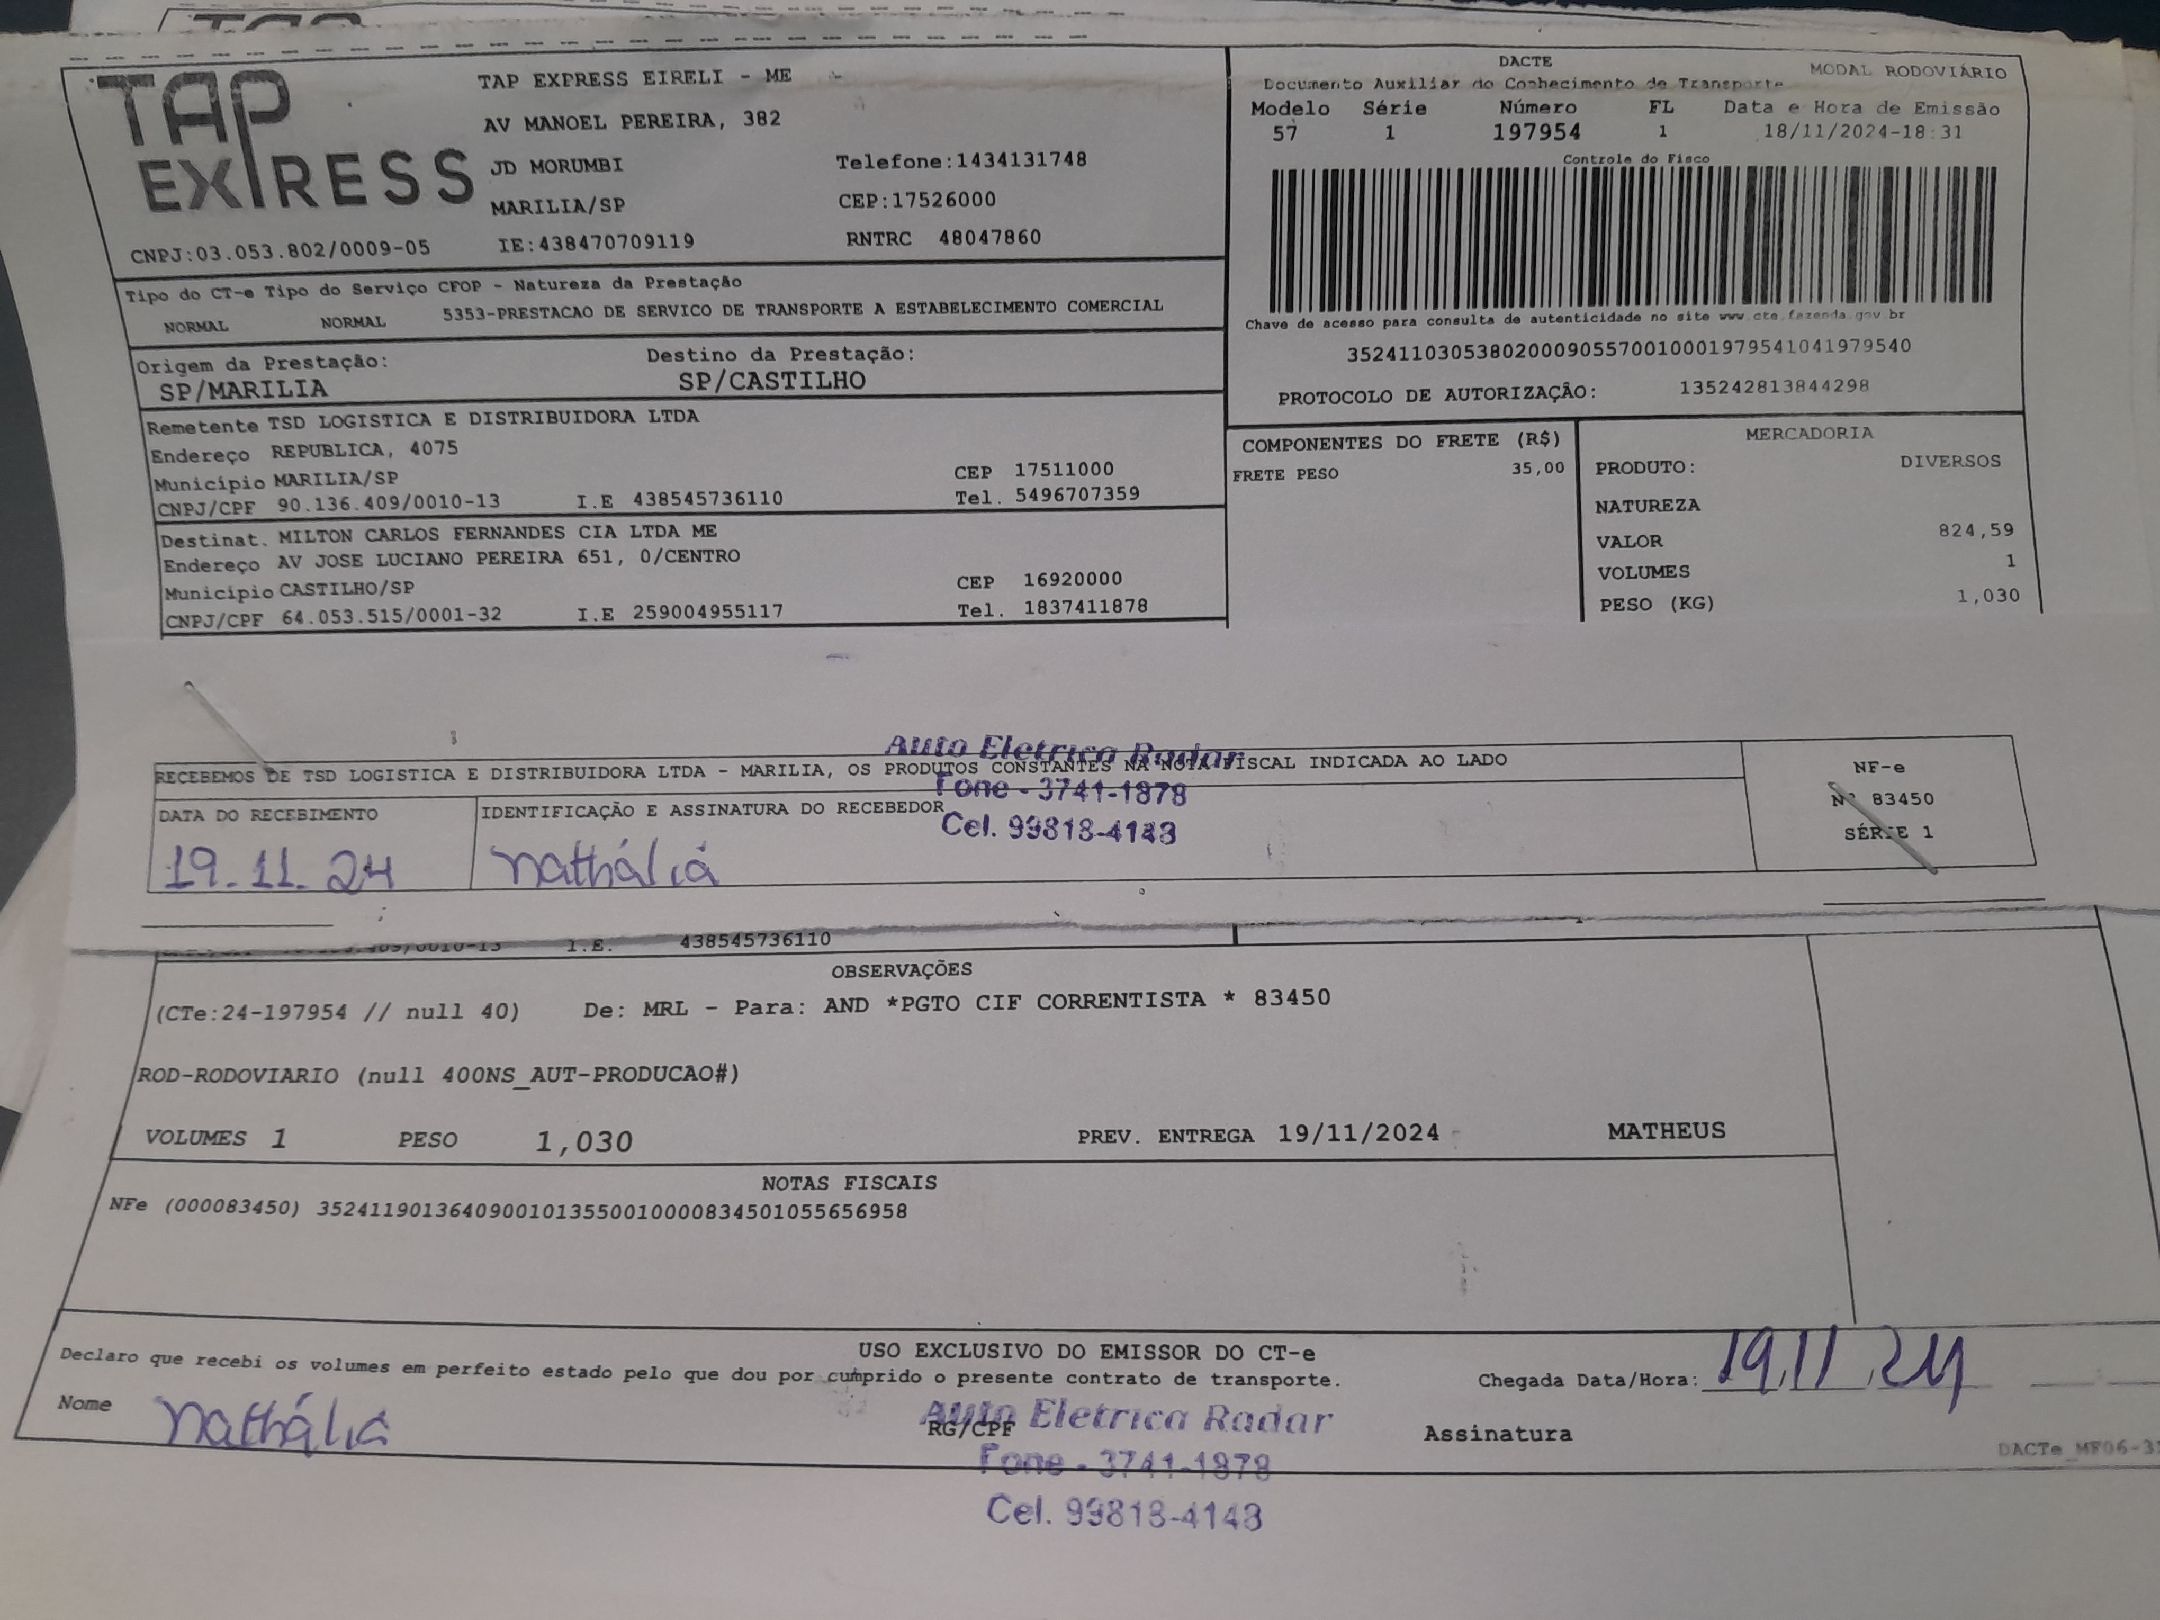 TAP EXPRESS
TAP EXPRESS EIRELI - ME
AV MANOEL PEREIRA, 382
JD MORUMBI Telefone:1434131748
MARILIA/SP CEP:17526000
CNPJ:03.053.802/0009-05 IE:438470709119 RNTRC 48047860
DACTE
Documento Auxiliar do Conhecimento de Transporte MODAL RODOVIÁRIO
Modelo Série Número FL Data e Hora de Emissão
57 1 197954 1 18/11/2024-18:31
Controle do Fisco
Chave de acesso para consulta de autenticidade no site www.cte.fazenda.gov.br
35241103053802000905570010001979541041979540
PROTOCOLO DE AUTORIZAÇÃO: 135242813844298
Tipo do CT-e Tipo do Serviço CFOP - Natureza da Prestação
NORMAL NORMAL 5353-PRESTACAO DE SERVICO DE TRANSPORTE A ESTABELECIMENTO COMERCIAL
Origem da Prestação: Destino da Prestação:
SP/MARILIA SP/CASTILHO
Remetente TSD LOGISTICA E DISTRIBUIDORA LTDA
Endereço REPUBLICA, 4075
Município MARILIA/SP CEP 17511000
CNPJ/CPF 90.136.409/0010-13 I.E 438545736110 Tel. 5496707359
Destinat. MILTON CARLOS FERNANDES CIA LTDA ME
Endereço AV JOSE LUCIANO PEREIRA 651, 0/CENTRO
Município CASTILHO/SP CEP 16920000
CNPJ/CPF 64.053.515/0001-32 I.E 259004955117 Tel. 1837411878
COMPONENTES DO FRETE (R$)
FRETE PESO 35,00
MERCADORIA
PRODUTO: DIVERSOS
NATUREZA
VALOR 824,59
VOLUMES 1
PESO (KG) 1,030
Auto Eletrica Radar
RECEBEMOS DE TSD LOGISTICA E DISTRIBUIDORA LTDA - MARILIA, OS PRODUTOS CONSTANTES NA NOTA FISCAL INDICADA AO LADO
Fone - 3741-1878
DATA DO RECEBIMENTO IDENTIFICAÇÃO E ASSINATURA DO RECEBEDOR
Cel. 99813-4143
19.11.24 Nathália
NF-e
Nº 83450
SÉRIE 1
I.E. 438545736110
OBSERVAÇÕES
(CTe:24-197954 // null 40) De: MRL - Para: AND *PGTO CIF CORRENTISTA * 83450
ROD-RODOVIARIO (null 400NS_AUT-PRODUCAO#)
VOLUMES 1 PESO 1,030 PREV. ENTREGA 19/11/2024 MATHEUS
NOTAS FISCAIS
NFe (000083450) 35241190136409001013550010000834501055656958
USO EXCLUSIVO DO EMISSOR DO CT-e
Declaro que recebi os volumes em perfeito estado pelo que dou por cumprido o presente contrato de transporte. Chegada Data/Hora: 19.11.24
Nome Nathália RG/CPF Assinatura
Auto Eletrica Radar
Fone - 3741-1878
Cel. 99813-4143